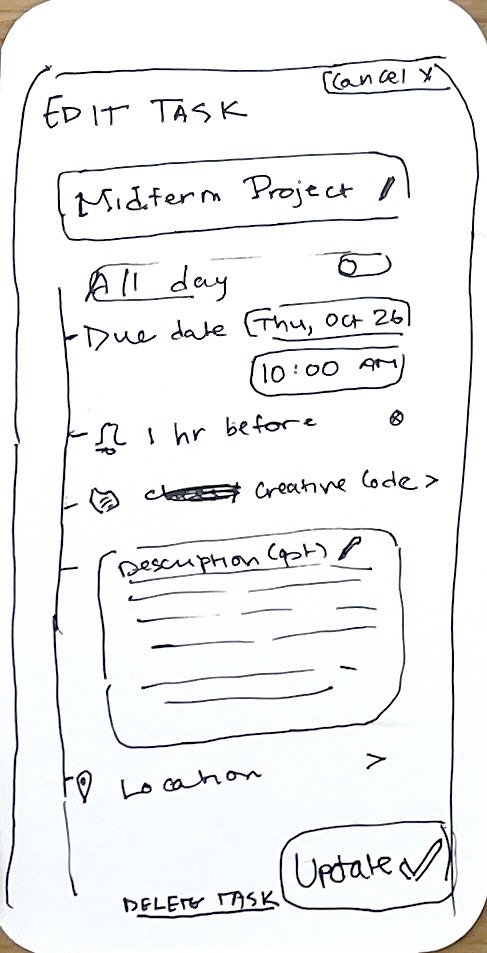 Cancel X
EDIT TASK
Midterm Project
All day
Due date Thu, Oct 26
10:00 AM
1 hr before
Creative Code >
Description (opt)
Location >
Update
DELETE TASK